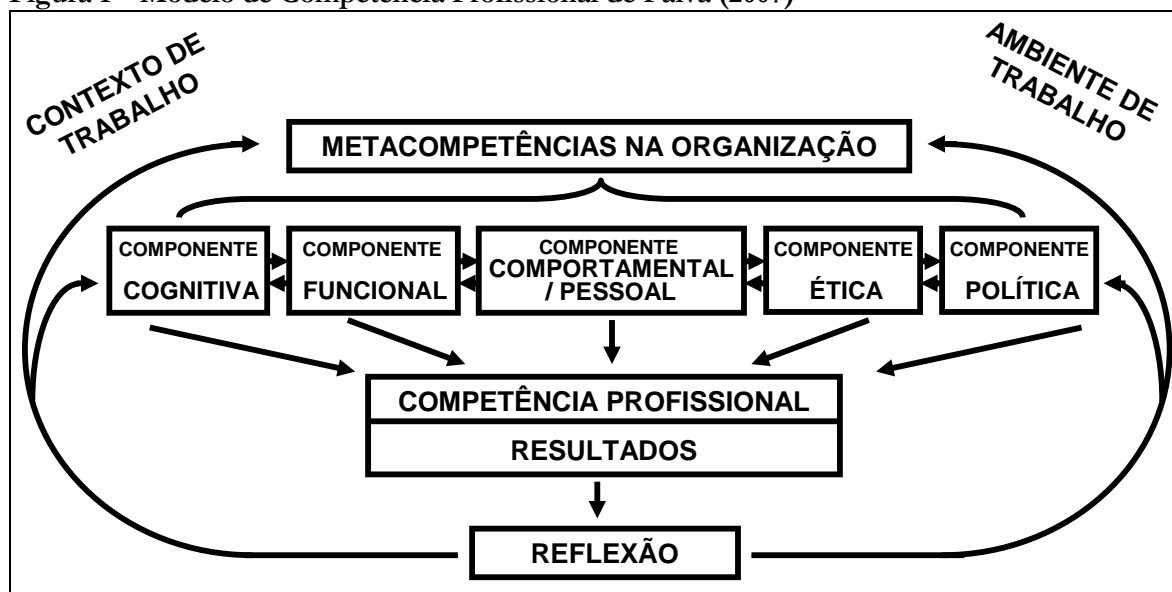 Figura 1 – Modelo de Competência Profissional de Paiva (2007)
CONTEXTO DE
TRABALHO
AMBIENTE DE
TRABALHO
METACOMPETÊNCIAS NA ORGANIZAÇÃO
COMPONENTE
COGNITIVA
COMPONENTE
FUNCIONAL
COMPONENTE
COMPORTAMENTAL
/ PESSOAL
COMPONENTE
ÉTICA
COMPONENTE
POLÍTICA
COMPETÊNCIA PROFISSIONAL
RESULTADOS
REFLEXÃO